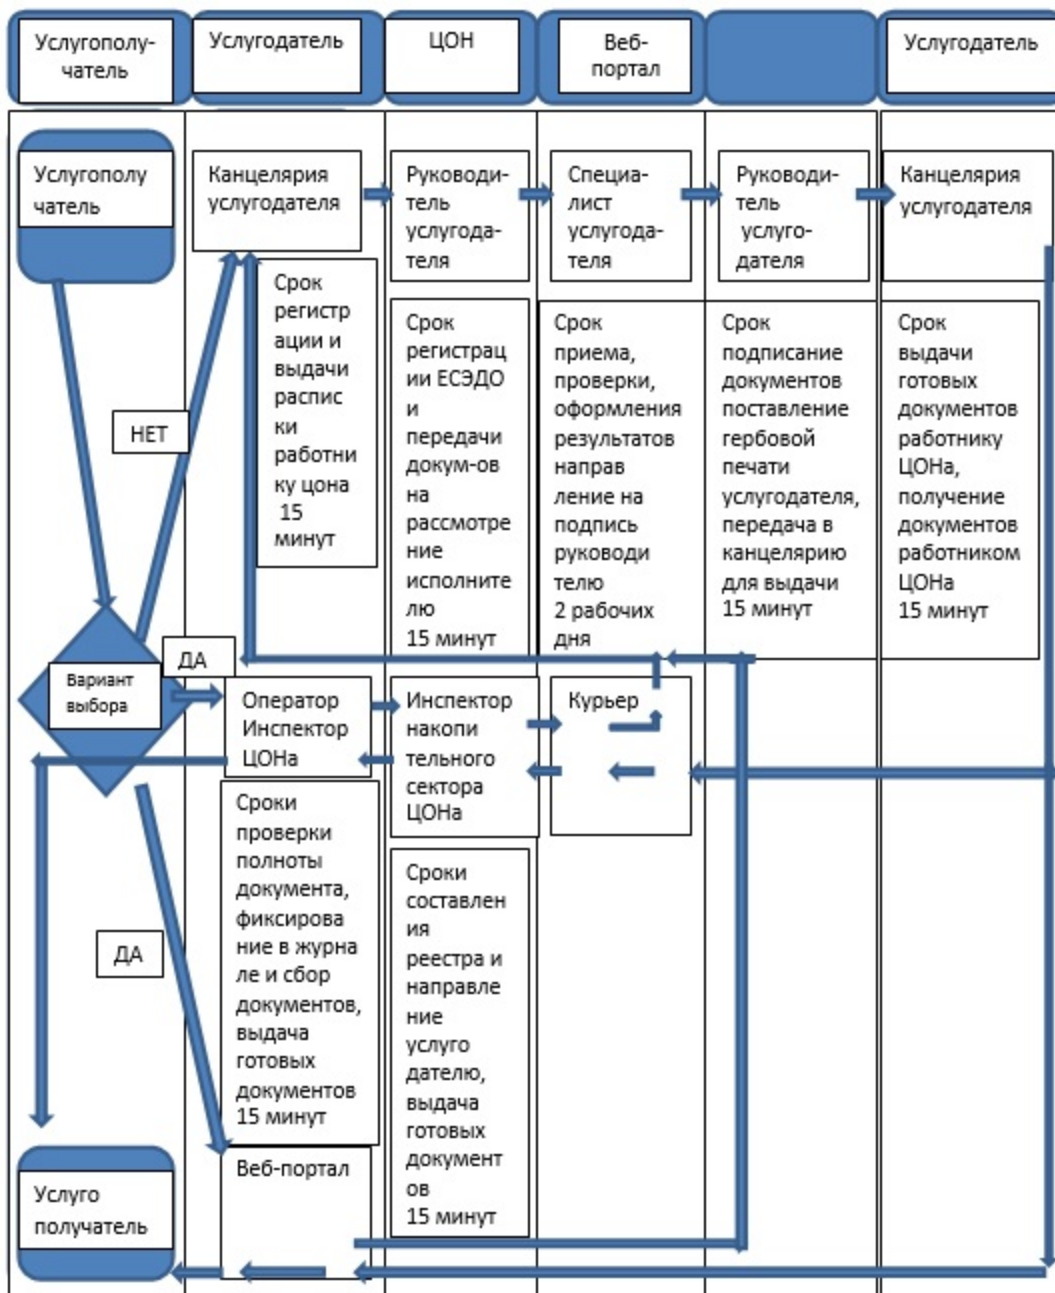 Услугополу-
чатель
Услугодатель
ЦОН
Веб-
портал
Услугодатель
Услугополу
чатель
Канцелярия
услугодателя
Руководи-
тель
услугода-
теля
Специа-
лист
услугода-
теля
Руководи-
тель
услуго-
дателя
Канцелярия
услугодателя
Срок
регистр
ации и
выдачи
распис
ки
работни
ку цона
15
минут
Срок
регистрац
ии ЕСЭДО
и
передачи
докум-ов
на
рассмотре
ние
исполните
лю
15 минут
Срок
приема,
проверки,
оформления
результатов
направ
ление на
подпись
руководи
телю
2 рабочих
дня
Срок
подписание
документов
поставление
гербовой
печати
услугодателя,
передача в
канцелярию
для выдачи
15 минут
Срок
выдачи
готовых
документов
работнику
ЦОНа,
получение
документов
работником
ЦОНа
15 минут
НЕТ
ДА
Вариант
выбора
Оператор
Инспектор
ЦОНа
Инспектор
накопи
тельного
сектора
ЦОНа
Курьер
Сроки
проверки
полноты
документа,
фиксирова
ние в журна
ле и сбор
документов,
выдача
готовых
документов
15 минут
Сроки
составлен
ия
реестра и
направле
ние
услуго
дателю,
выдача
готовых
документ
ов
15 минут
ДА
Веб-портал
Услуго
получатель